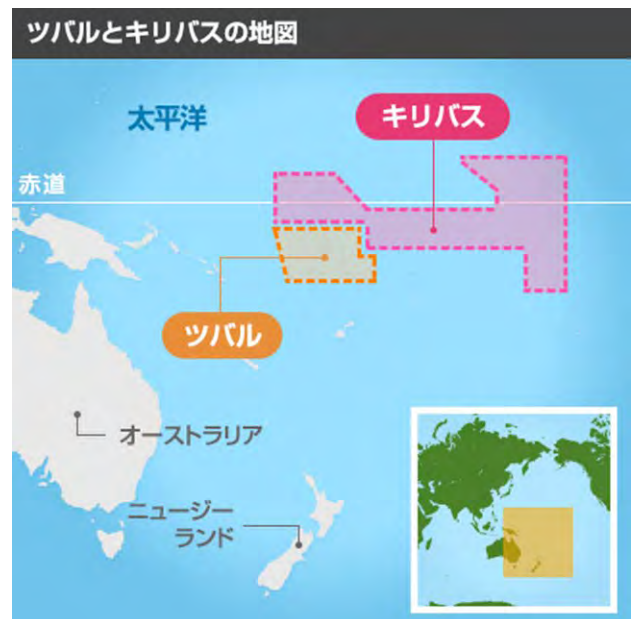 ツバルとキリバスの地図
太平洋
キリバス
赤道
ツバル
オーストラリア
ニュージー
ランド